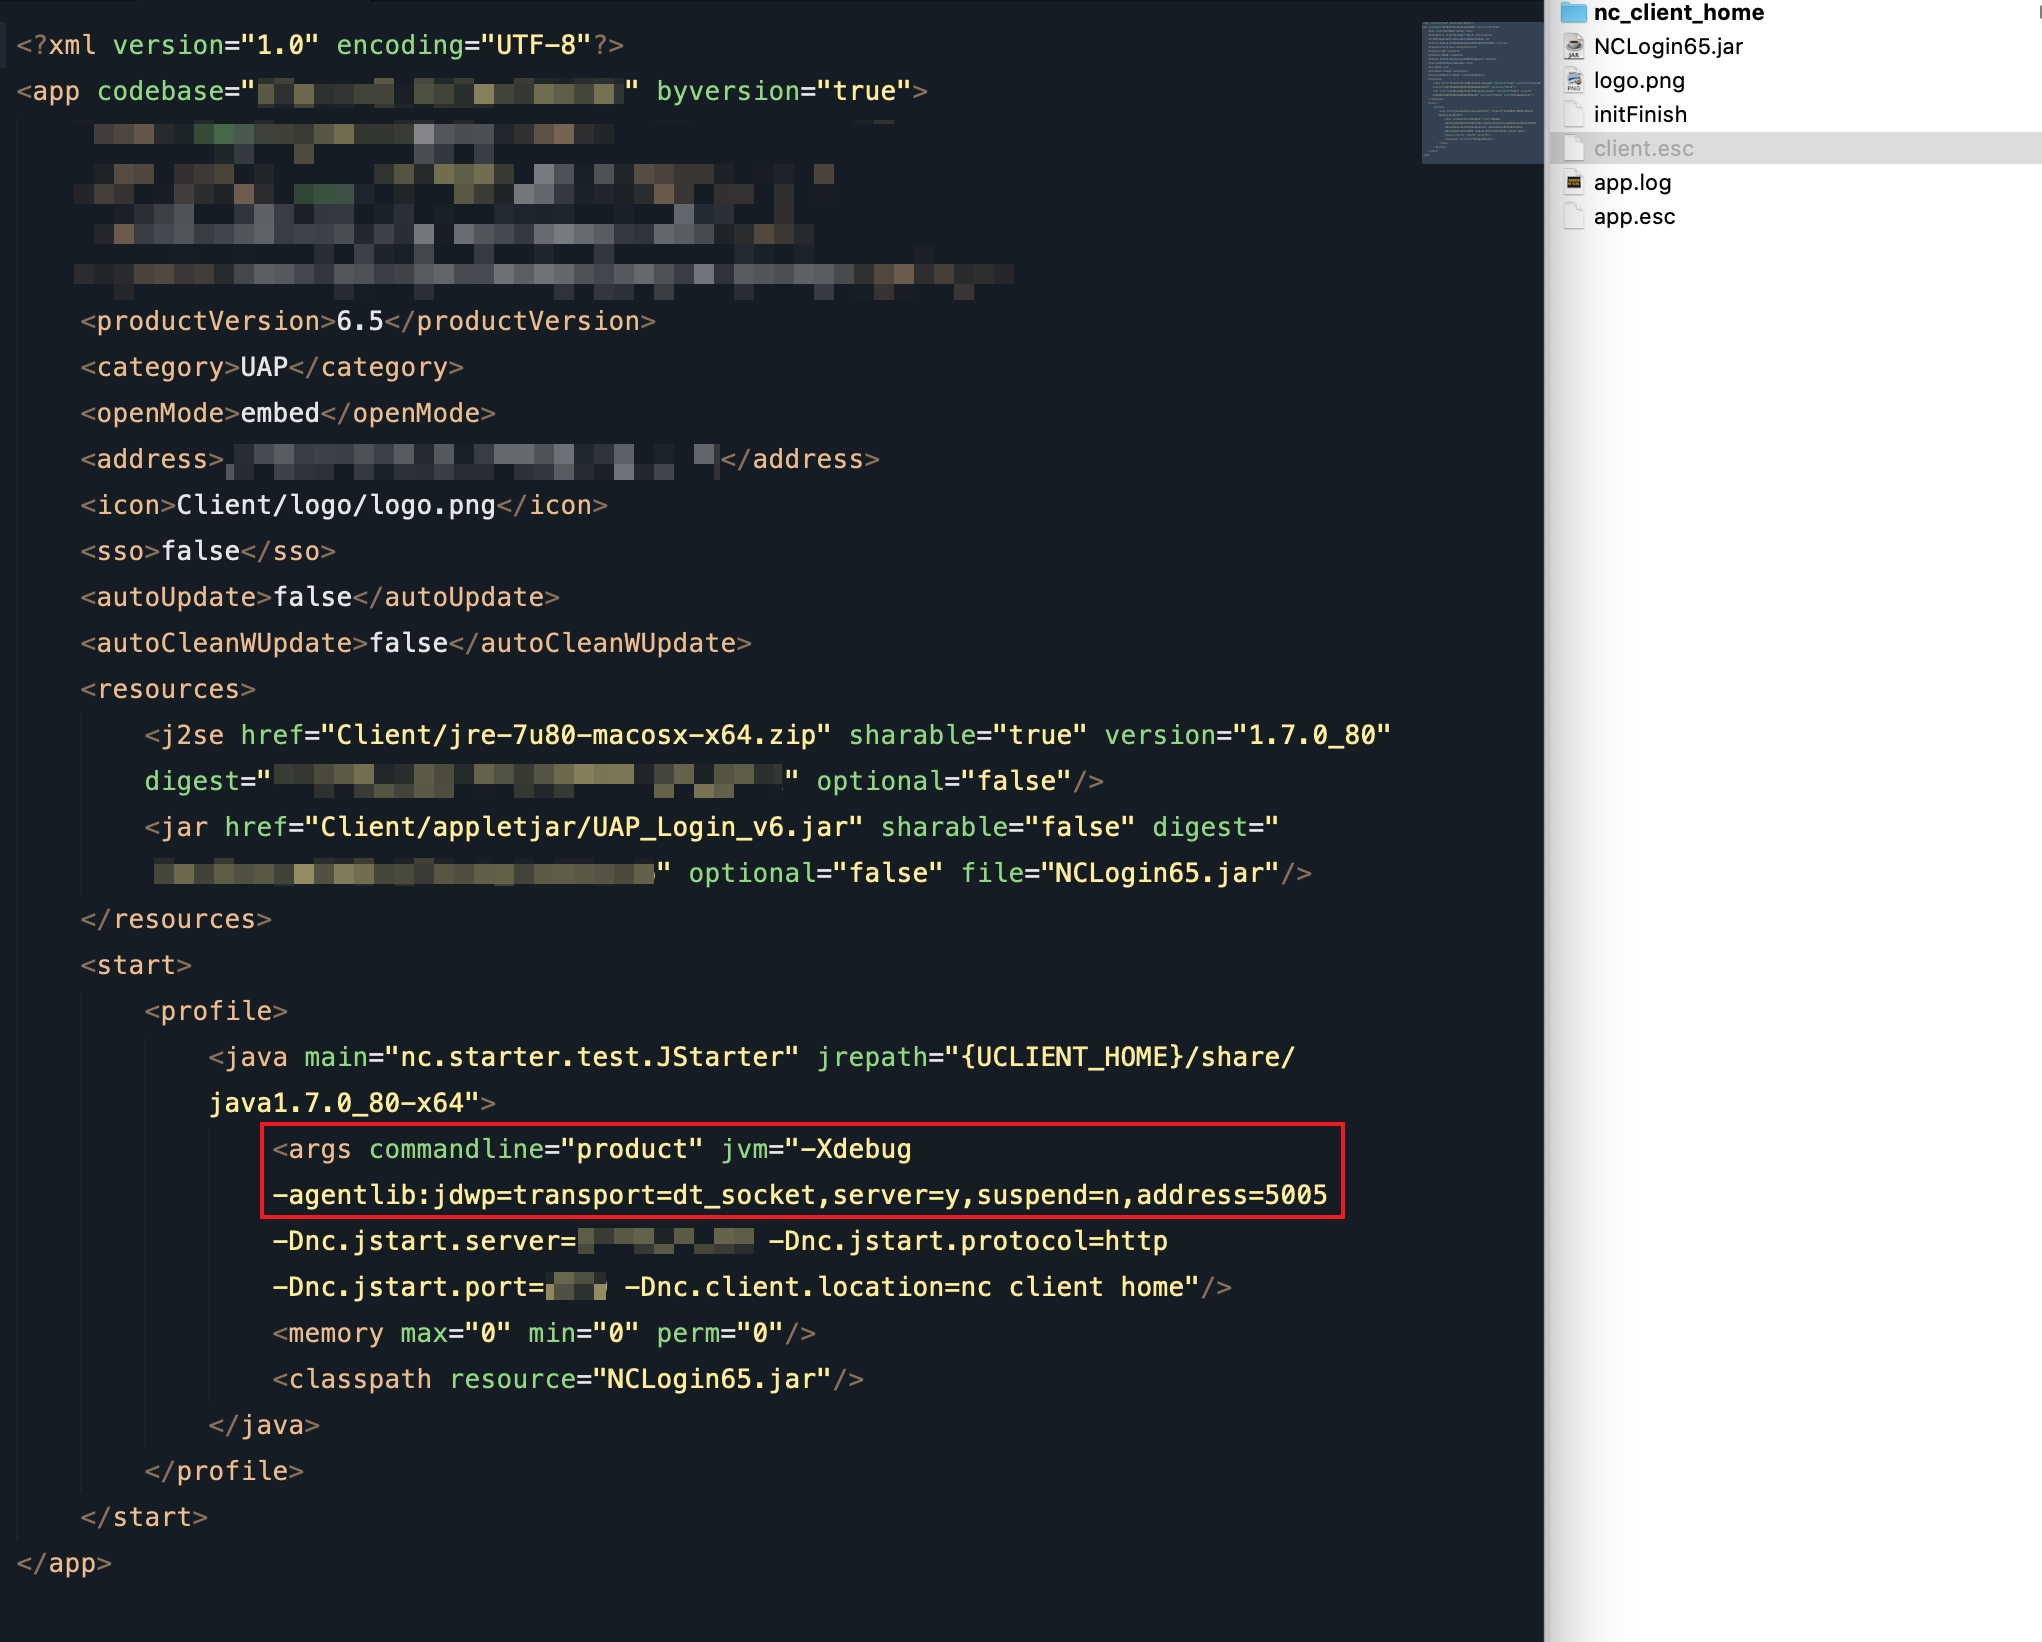 <?xml version="1.0" encoding="UTF-8"?>
<app codebase="" byversion="true">
<productVersion>6.5</productVersion>
<category>UAP</category>
<openMode>embed</openMode>
<address></address>
<icon>Client/logo/logo.png</icon>
<sso>false</sso>
<autoUpdate>false</autoUpdate>
<autoCleanWUpdate>false</autoCleanWUpdate>
<resources>
<j2se href="Client/jre-7u80-macosx-x64.zip" sharable="true" version="1.7.0_80"
digest="" optional="false"/>
<jar href="Client/appletjar/UAP_Login_v6.jar" sharable="false" digest="
" optional="false" file="NCLogin65.jar"/>
</resources>
<start>
<profile>
<java main="nc.starter.test.JStarter" jrepath="{UCLIENT_HOME}/share/
java1.7.0_80-x64">
<args commandline="product" jvm="-Xdebug
-agentlib:jdwp=transport=dt_socket,server=y,suspend=n,address=5005
-Dnc.jstart.server= -Dnc.jstart.protocol=http
-Dnc.jstart.port= -Dnc.client.location=nc client home"/>
<memory max="0" min="0" perm="0"/>
<classpath resource="NCLogin65.jar"/>
</java>
</profile>
</start>
</app>
nc_client_home
NCLogin65.jar
logo.png
initFinish
client.esc
app.log
app.esc